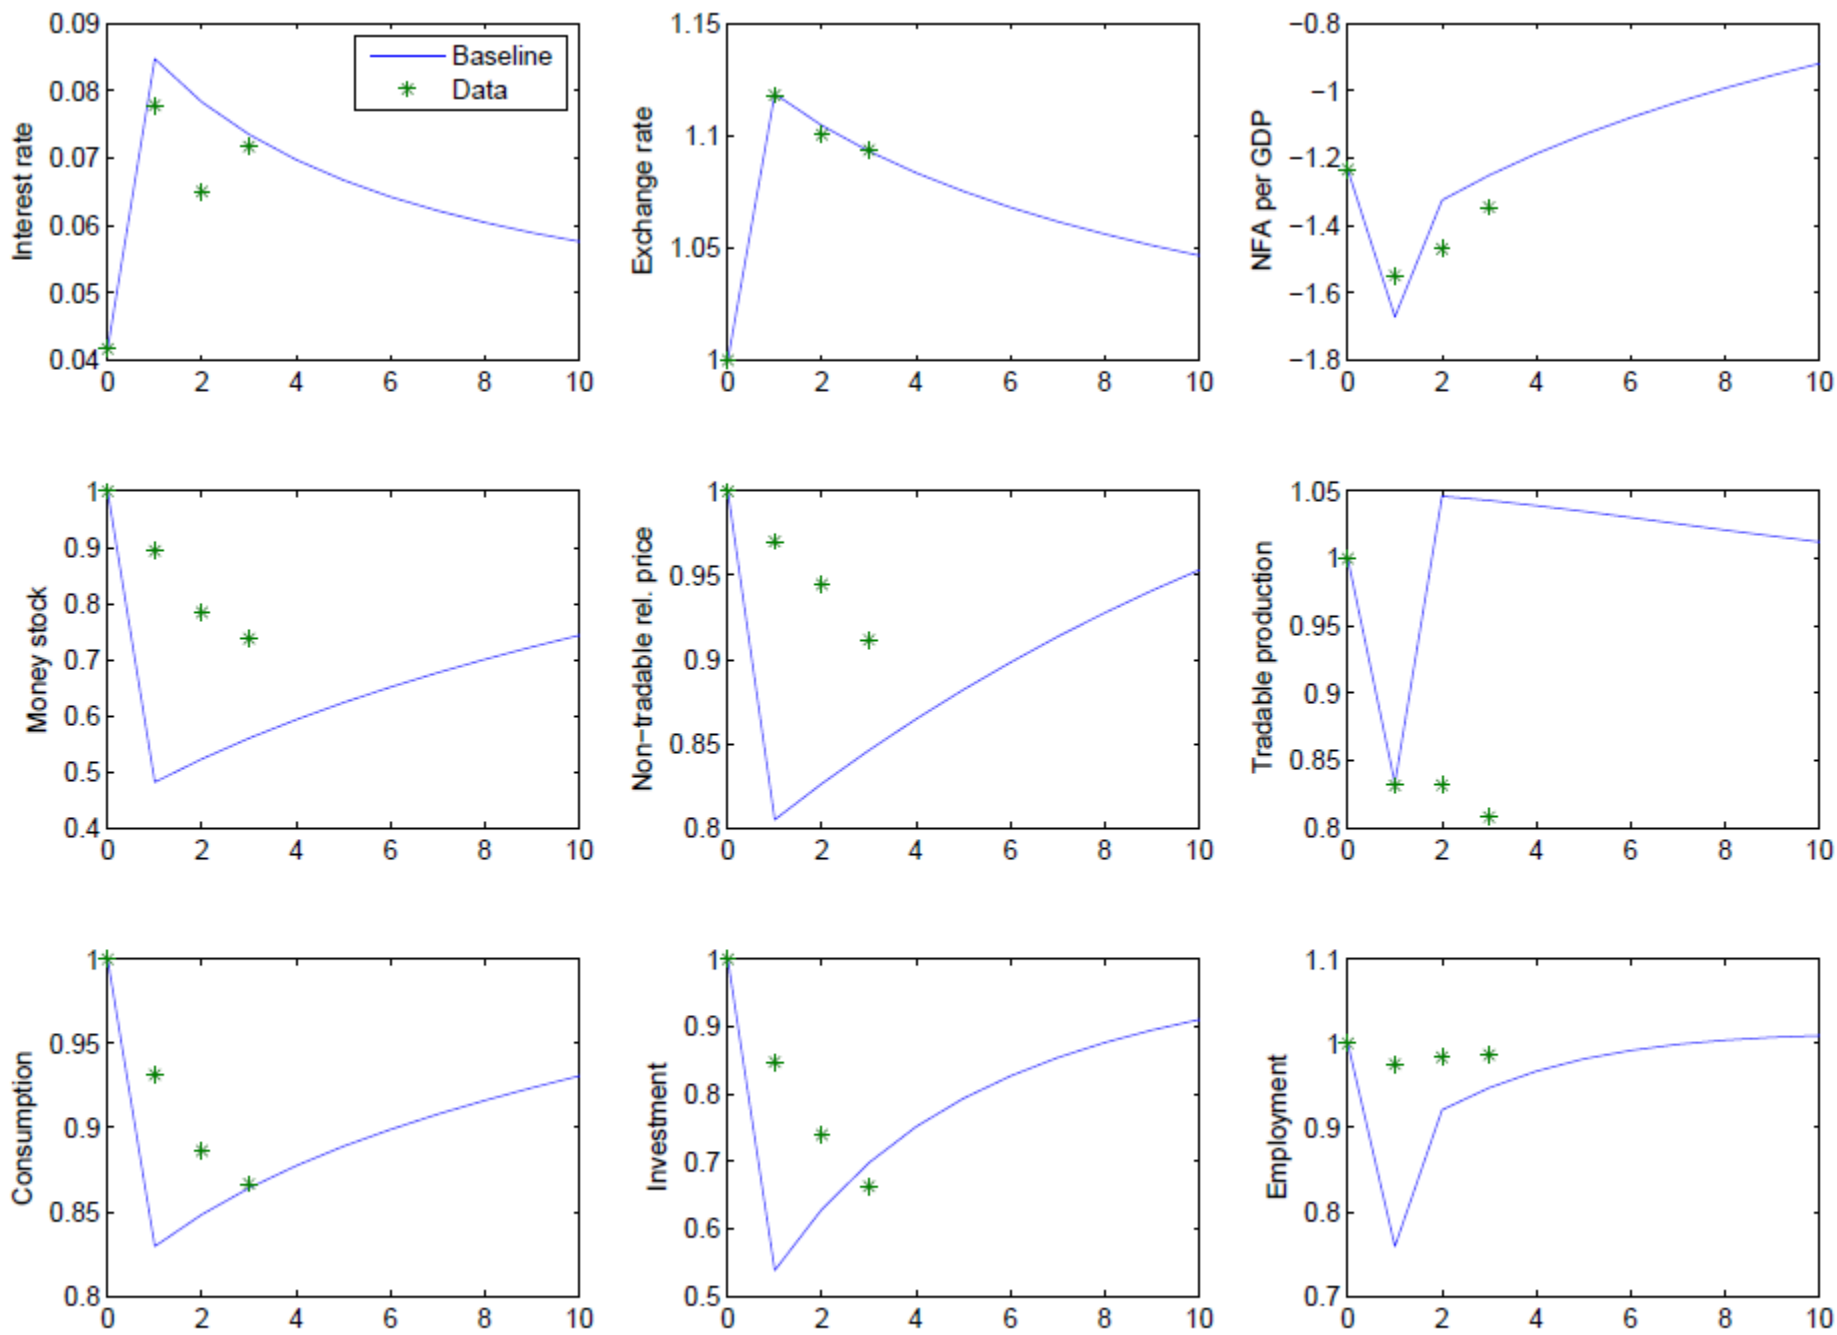 0.09
0.08
0.07
0.06
0.05
0.04
Interest rate
Baseline
Data
0 2 4 6 8 10
1.15
1.10
1.05
1
Exchange rate
0 2 4 6 8 10
−0.8
−1
−1.2
−1.4
−1.6
−1.8
NFA per GDP
0 2 4 6 8 10
1
0.9
0.8
0.7
0.6
0.5
0.4
Money stock
0 2 4 6 8 10
1
0.95
0.9
0.85
0.8
Non−tradable rel. price
0 2 4 6 8 10
1.05
1
0.95
0.9
0.85
0.8
Tradable production
0 2 4 6 8 10
1
0.95
0.9
0.85
0.8
Consumption
0 2 4 6 8 10
1
0.9
0.8
0.7
0.6
0.5
Investment
0 2 4 6 8 10
1.1
1
0.9
0.8
0.7
Employment
0 2 4 6 8 10